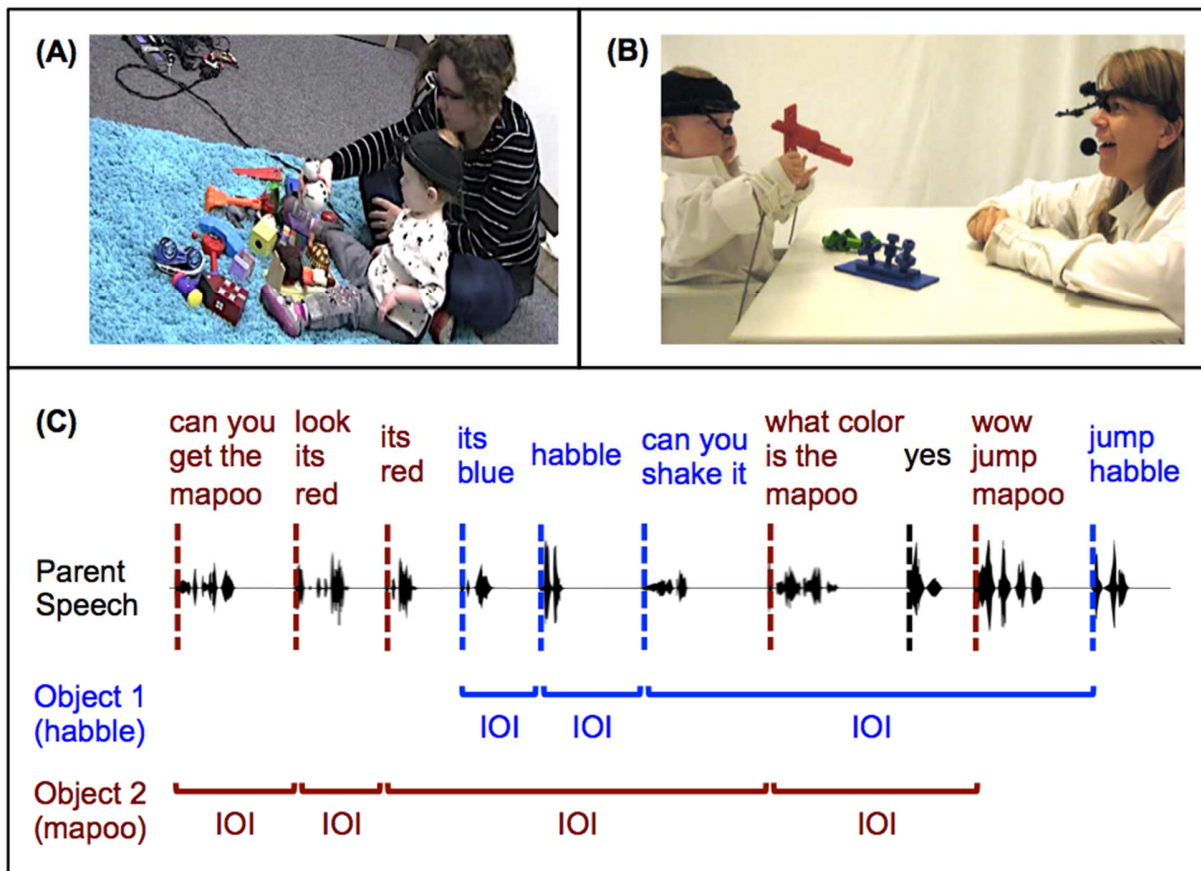 (A)
(B)
(C)
can you
get the
mapoo
look
its
red
its
red
its
blue
habble
can you
shake it
what color
is the
mapoo
yes
wow
jump
mapoo
jump
habble
Parent
Speech
Object 1
(habble)
IOI
IOI
IOI
Object 2
(mapoo)
IOI
IOI
IOI
IOI